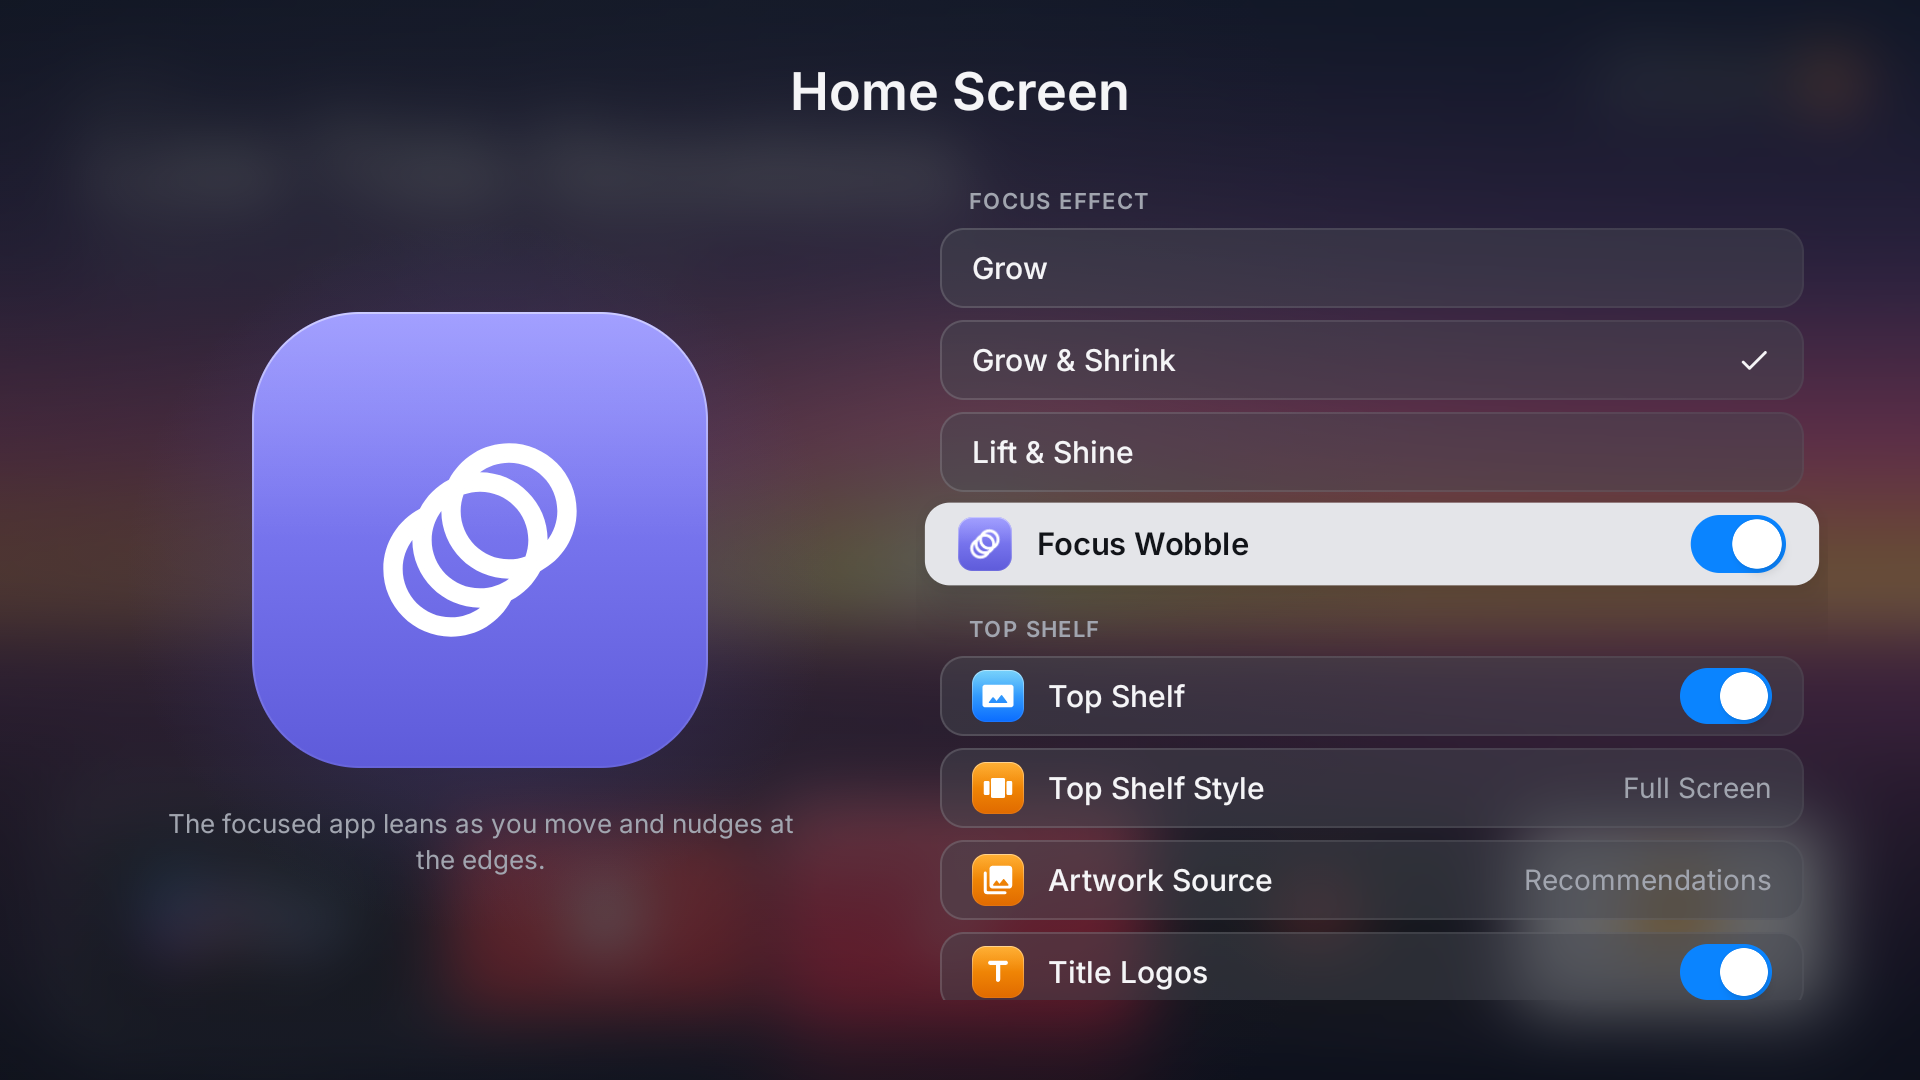 Home Screen
FOCUS EFFECT
Grow
Grow & Shrink
Lift & Shine
Focus Wobble
TOP SHELF
Top Shelf
Top Shelf Style Full Screen
Artwork Source Recommendations
Title Logos
The focused app leans as you move and nudges at
the edges.